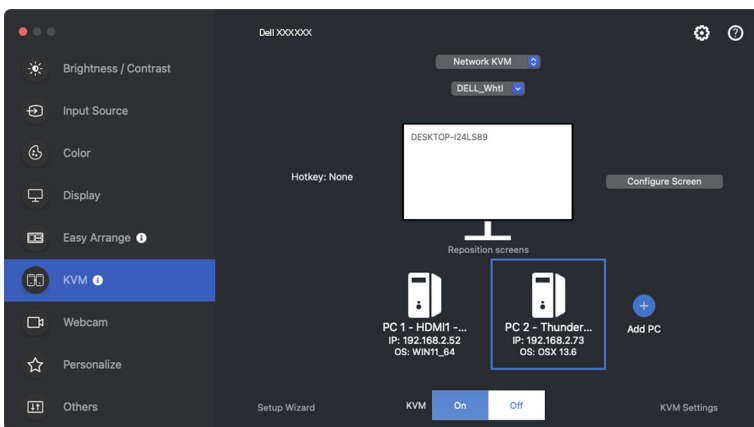 Dell XXXXXX
Brightness / Contrast
Input Source
Color
Display
Easy Arrange
KVM
Webcam
Personalize
Others
Network KVM
DELL_Whtl
DESKTOP-I24LS89
Hotkey: None
Configure Screen
Reposition screens
PC 1 - HDMI1 -...
IP: 192.168.2.52
OS: WIN11_64
PC 2 - Thunder...
IP: 192.168.2.73
OS: OSX 13.6
Add PC
Setup Wizard
KVM
On
Off
KVM Settings